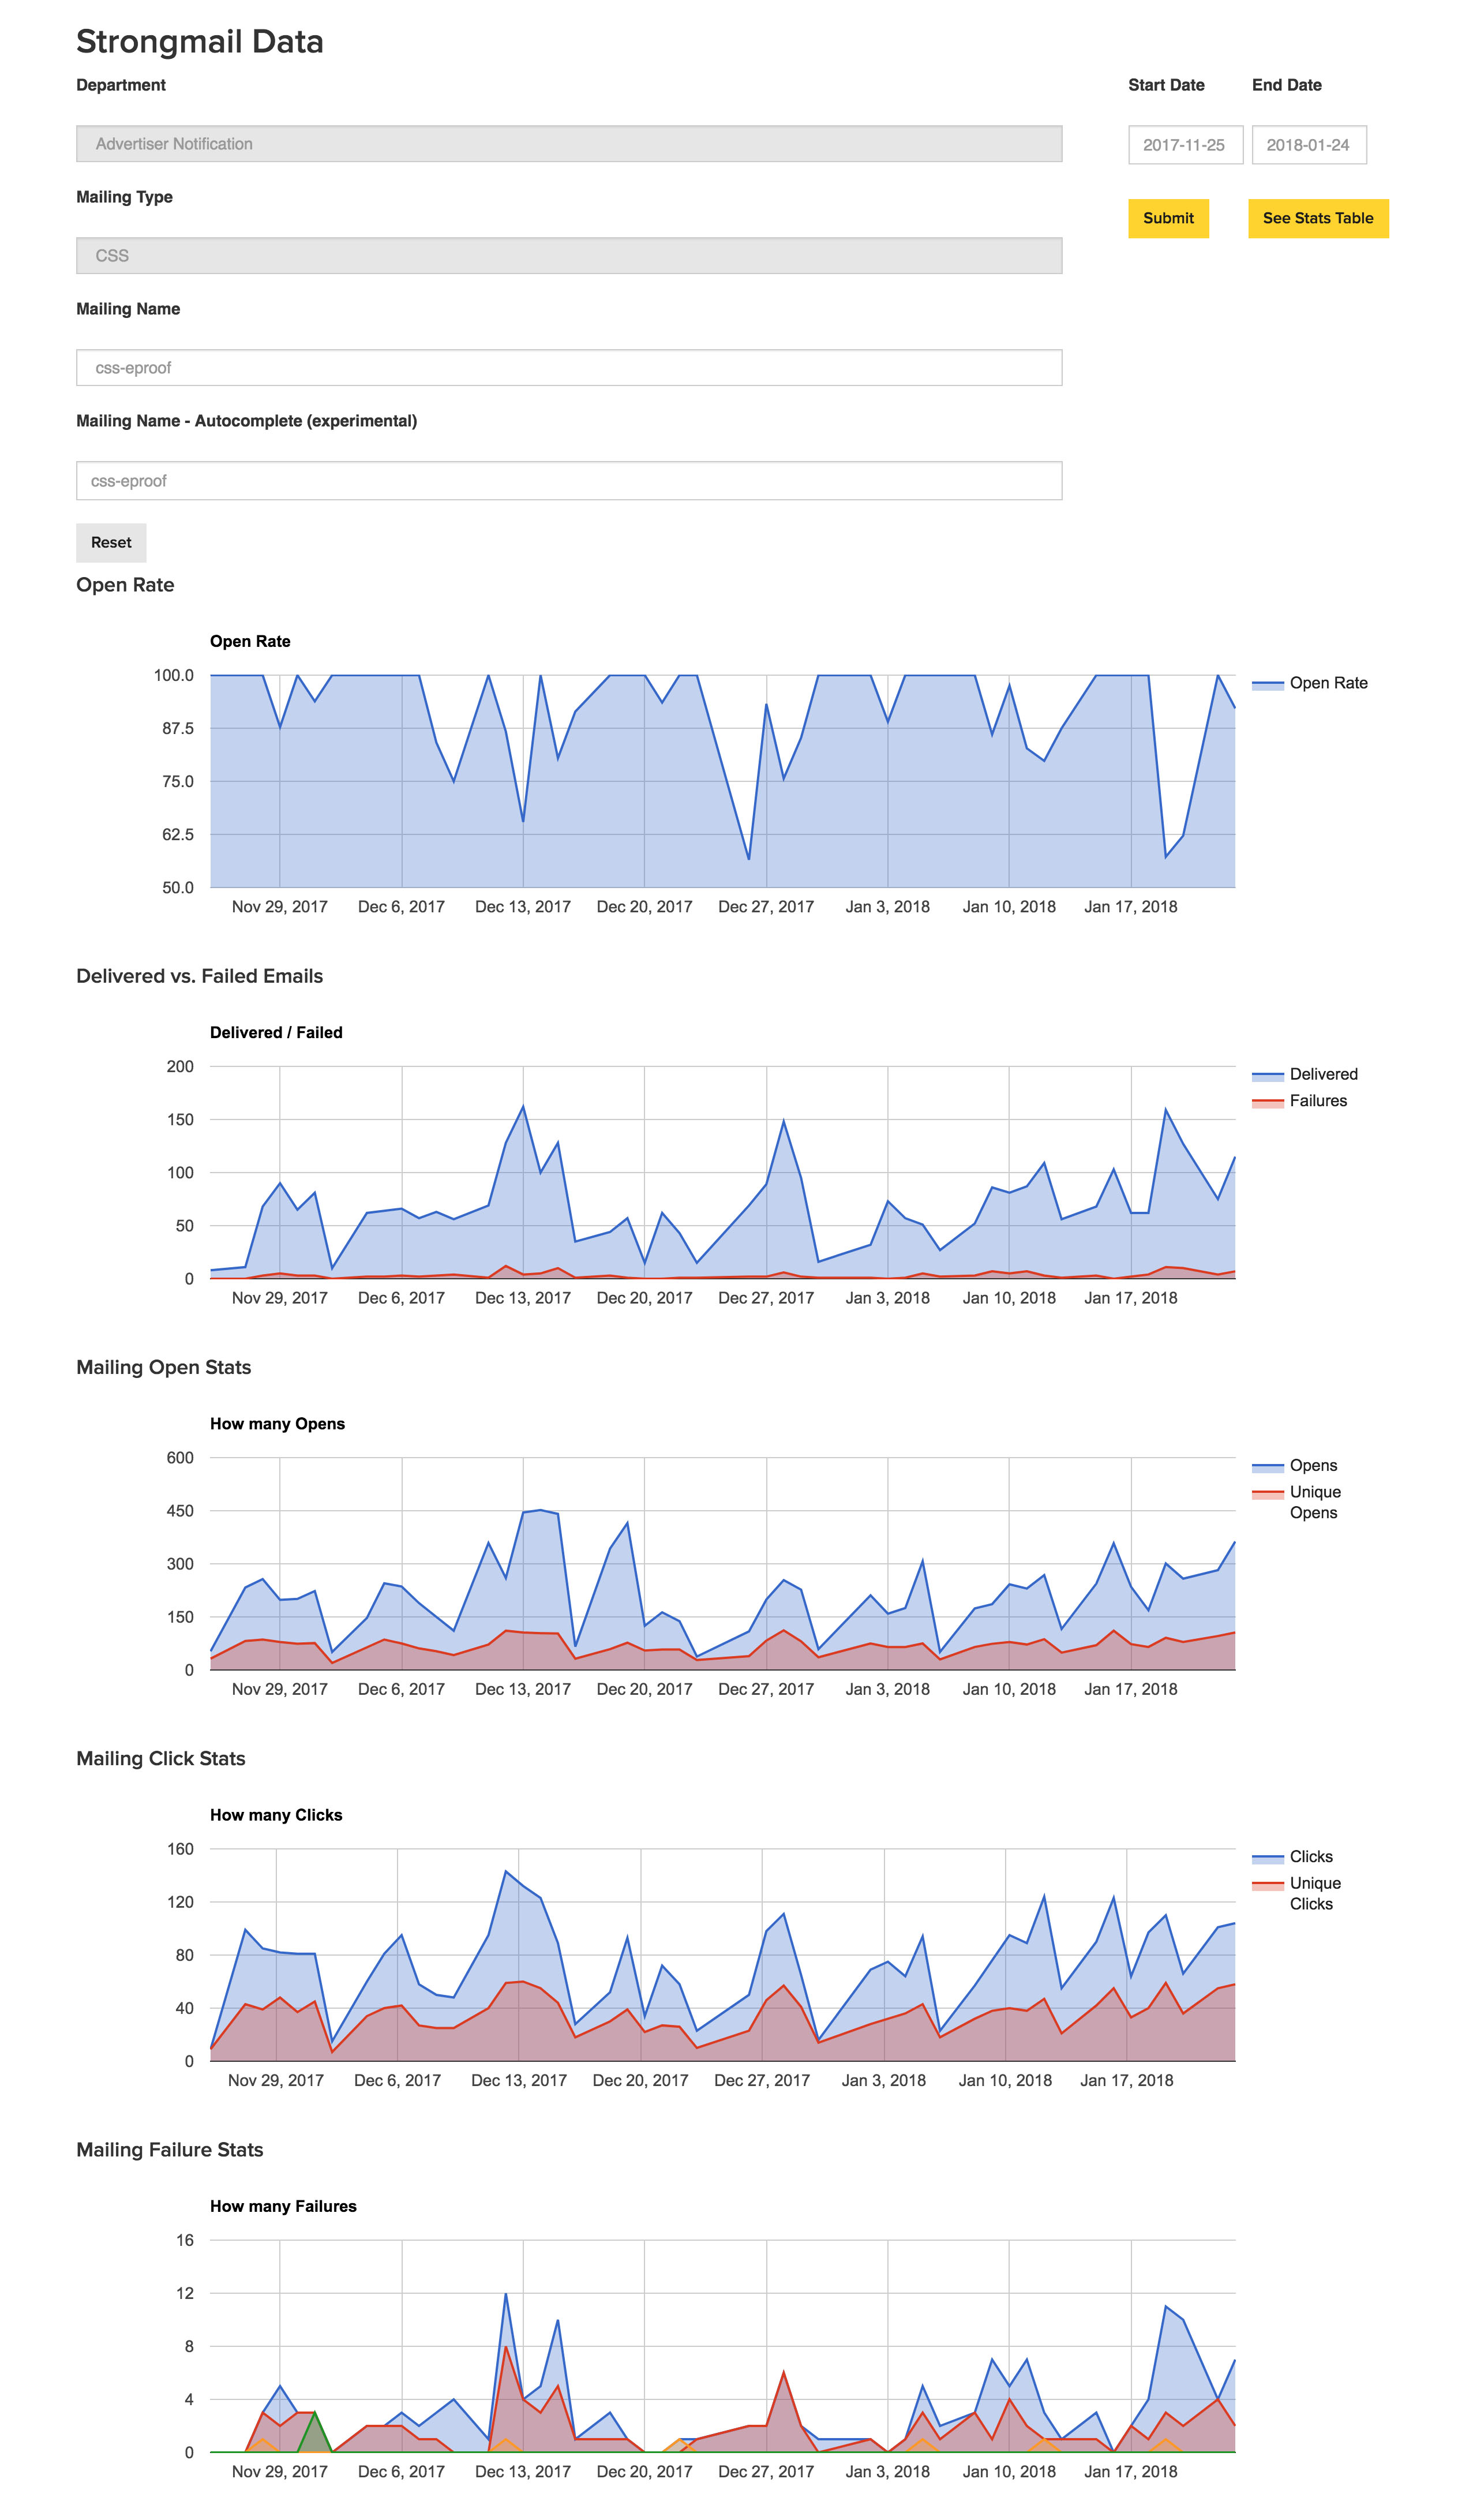 Strongmail Data
Department
Start Date
End Date
Advertiser Notification
2017-11-25
2018-01-24
Mailing Type
Submit
See Stats Table
CSS
Mailing Name
css-eproof
Mailing Name - Autocomplete (experimental)
css-eproof
Reset
Open Rate
Open Rate
100.0
87.5
75.0
62.5
50.0
Open Rate
Nov 29, 2017 Dec 6, 2017 Dec 13, 2017 Dec 20, 2017 Dec 27, 2017 Jan 3, 2018 Jan 10, 2018 Jan 17, 2018
Delivered vs. Failed Emails
Delivered / Failed
200
150
100
50
0
Delivered
Failures
Nov 29, 2017 Dec 6, 2017 Dec 13, 2017 Dec 20, 2017 Dec 27, 2017 Jan 3, 2018 Jan 10, 2018 Jan 17, 2018
Mailing Open Stats
How many Opens
600
450
300
150
0
Opens
Unique
Opens
Nov 29, 2017 Dec 6, 2017 Dec 13, 2017 Dec 20, 2017 Dec 27, 2017 Jan 3, 2018 Jan 10, 2018 Jan 17, 2018
Mailing Click Stats
How many Clicks
160
120
80
40
0
Clicks
Unique
Clicks
Nov 29, 2017 Dec 6, 2017 Dec 13, 2017 Dec 20, 2017 Dec 27, 2017 Jan 3, 2018 Jan 10, 2018 Jan 17, 2018
Mailing Failure Stats
How many Failures
16
12
8
4
0
Nov 29, 2017 Dec 6, 2017 Dec 13, 2017 Dec 20, 2017 Dec 27, 2017 Jan 3, 2018 Jan 10, 2018 Jan 17, 2018